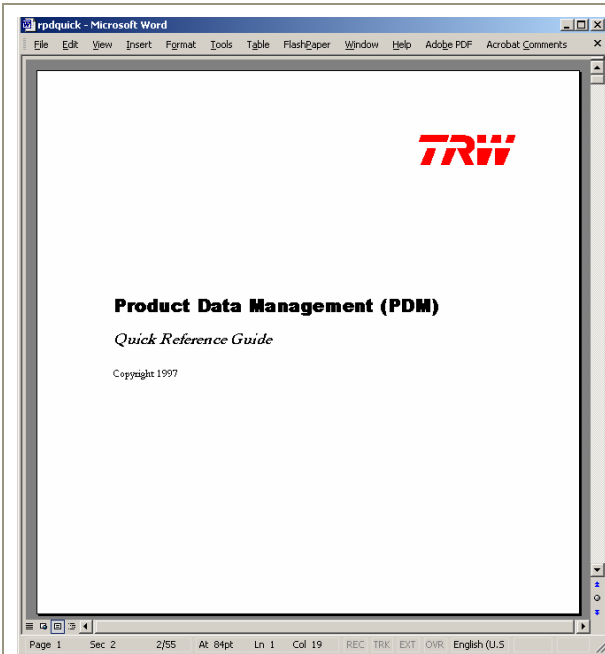 rpdquick - Microsoft Word
File Edit View Insert Format Tools Table FlashPaper Window Help Adobe PDF Acrobat Comments
TRW
Product Data Management (PDM)
Quick Reference Guide
Copyright 1997
Page 1 Sec 2 2/55 At 84pt Ln 1 Col 19 REC TRK EXT OVR English (U.S